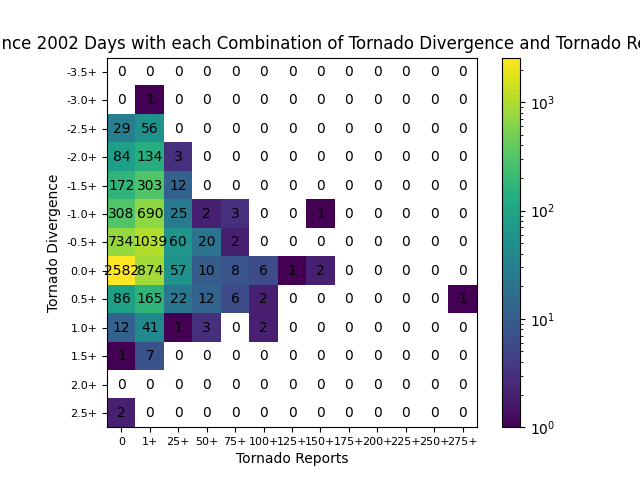 nce 2002 Days with each Combination of Tornado Divergence and Tornado Re
-3.5+ 0 0 0 0 0 0 0 0 0 0 0 0 0
-3.0+ 0 1 0 0 0 0 0 0 0 0 0 0 0
-2.5+ 29 56 0 0 0 0 0 0 0 0 0 0 0
-2.0+ 84 134 3 0 0 0 0 0 0 0 0 0 0
-1.5+ 172 303 12 0 0 0 0 0 0 0 0 0 0
-1.0+ 308 690 25 2 3 0 0 1 0 0 0 0 0
-0.5+ 734 1039 60 20 2 0 0 0 0 0 0 0 0
0.0+ 2582 874 57 10 8 6 1 2 0 0 0 0 0
0.5+ 86 165 22 12 6 2 0 0 0 0 0 0 1
1.0+ 12 41 1 3 0 2 0 0 0 0 0 0 0
1.5+ 1 7 0 0 0 0 0 0 0 0 0 0 0
2.0+ 0 0 0 0 0 0 0 0 0 0 0 0 0
2.5+ 2 0 0 0 0 0 0 0 0 0 0 0 0
0 1+ 25+ 50+ 75+ 100+ 125+ 150+ 175+ 200+ 225+ 250+ 275+
Tornado Reports
Tornado Divergence
10³
10²
10¹
10⁰